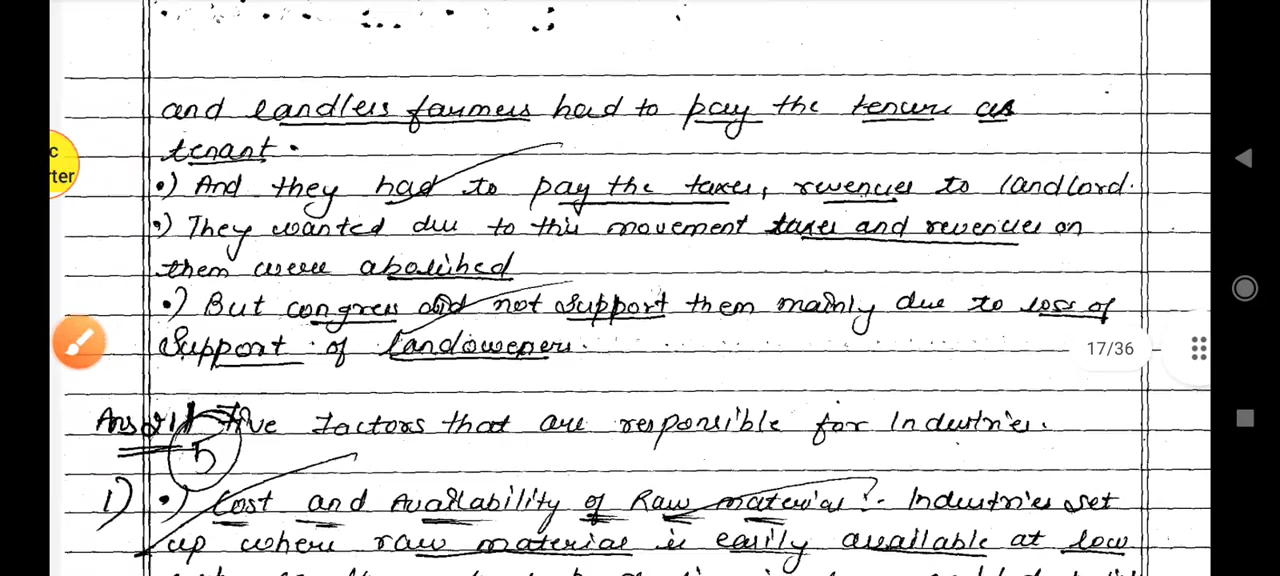 and landless farmers had to pay the tenure as
tenant.
•) And they had to pay the taxes, revenues to landlord.
•) They wanted due to this movement taxes and revenues on
them were abolished
•) But congress did not support them mainly due to loss of
Support of Landoweners.
17/36
Ans 21 Five factors that are responsible for Industries.
5
1) •) Cost and Availability of Raw material :- Industries set
up where raw material is easily available at low